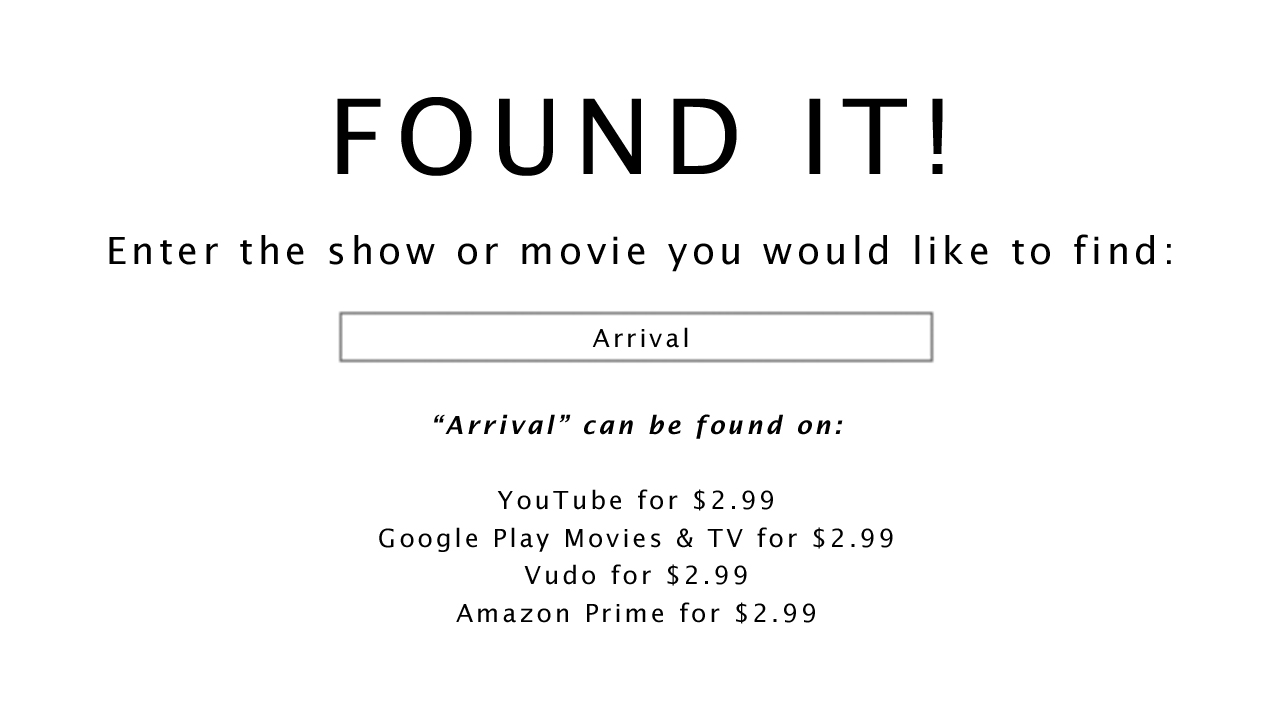 FOUND IT!
Enter the show or movie you would like to find:
Arrival
“Arrival” can be found on:
YouTube for $2.99
Google Play Movies & TV for $2.99
Vudo for $2.99
Amazon Prime for $2.99